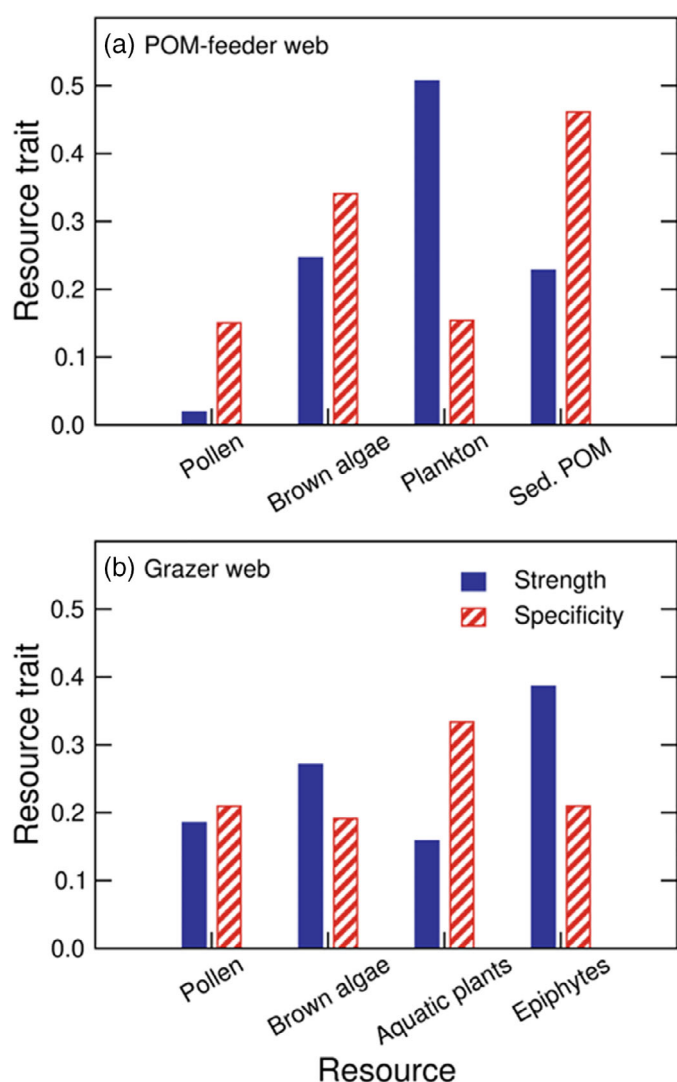 (a) POM-feeder web
Resource trait
0.5
0.4
0.3
0.2
0.1
0.0
Pollen
Brown algae
Plankton
Sed. POM
(b) Grazer web
Strength
Specificity
Resource trait
0.5
0.4
0.3
0.2
0.1
0.0
Pollen
Brown algae
Aquatic plants
Epiphytes
Resource